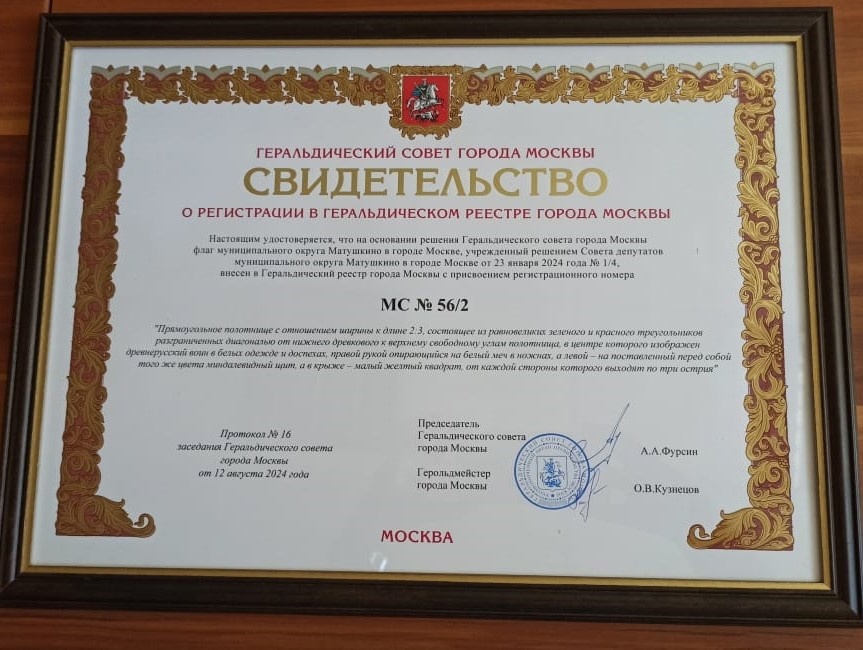 ГЕРАЛЬДИЧЕСКИЙ СОВЕТ ГОРОДА МОСКВЫ
СВИДЕТЕЛЬСТВО
О РЕГИСТРАЦИИ В ГЕРАЛЬДИЧЕСКОМ РЕЕСТРЕ ГОРОДА МОСКВЫ
Настоящим удостоверяется, что на основании решения Геральдического совета города Москвы
флаг муниципального округа Матушкино в городе Москве, учрежденный решением Совета депутатов
муниципального округа Матушкино в городе Москве от 23 января 2024 года № 1/4,
внесен в Геральдический реестр города Москвы с присвоением регистрационного номера
МС № 56/2
"Прямоугольное полотнище с отношением ширины к длине 2:3, состоящее из равновеликих зеленого и красного треугольников
разграниченных диагональю от нижнего древкового к верхнему свободному углам полотнища, в центре которого изображен
древнерусский воин в белых одежде и доспехах, правой рукой опирающийся на белый меч в ножнах, а левой – на поставленный перед собой
того же цвета миндалевидный щит, а в крыже – малый желтый квадрат, от каждой стороны которого выходят по три острия"
Протокол № 16
заседания Геральдического совета
города Москвы
от 12 августа 2024 года
Председатель
Геральдического совета
города Москвы
А.А.Фурсин
Герольдмейстер
города Москвы
О.В.Кузнецов
МОСКВА